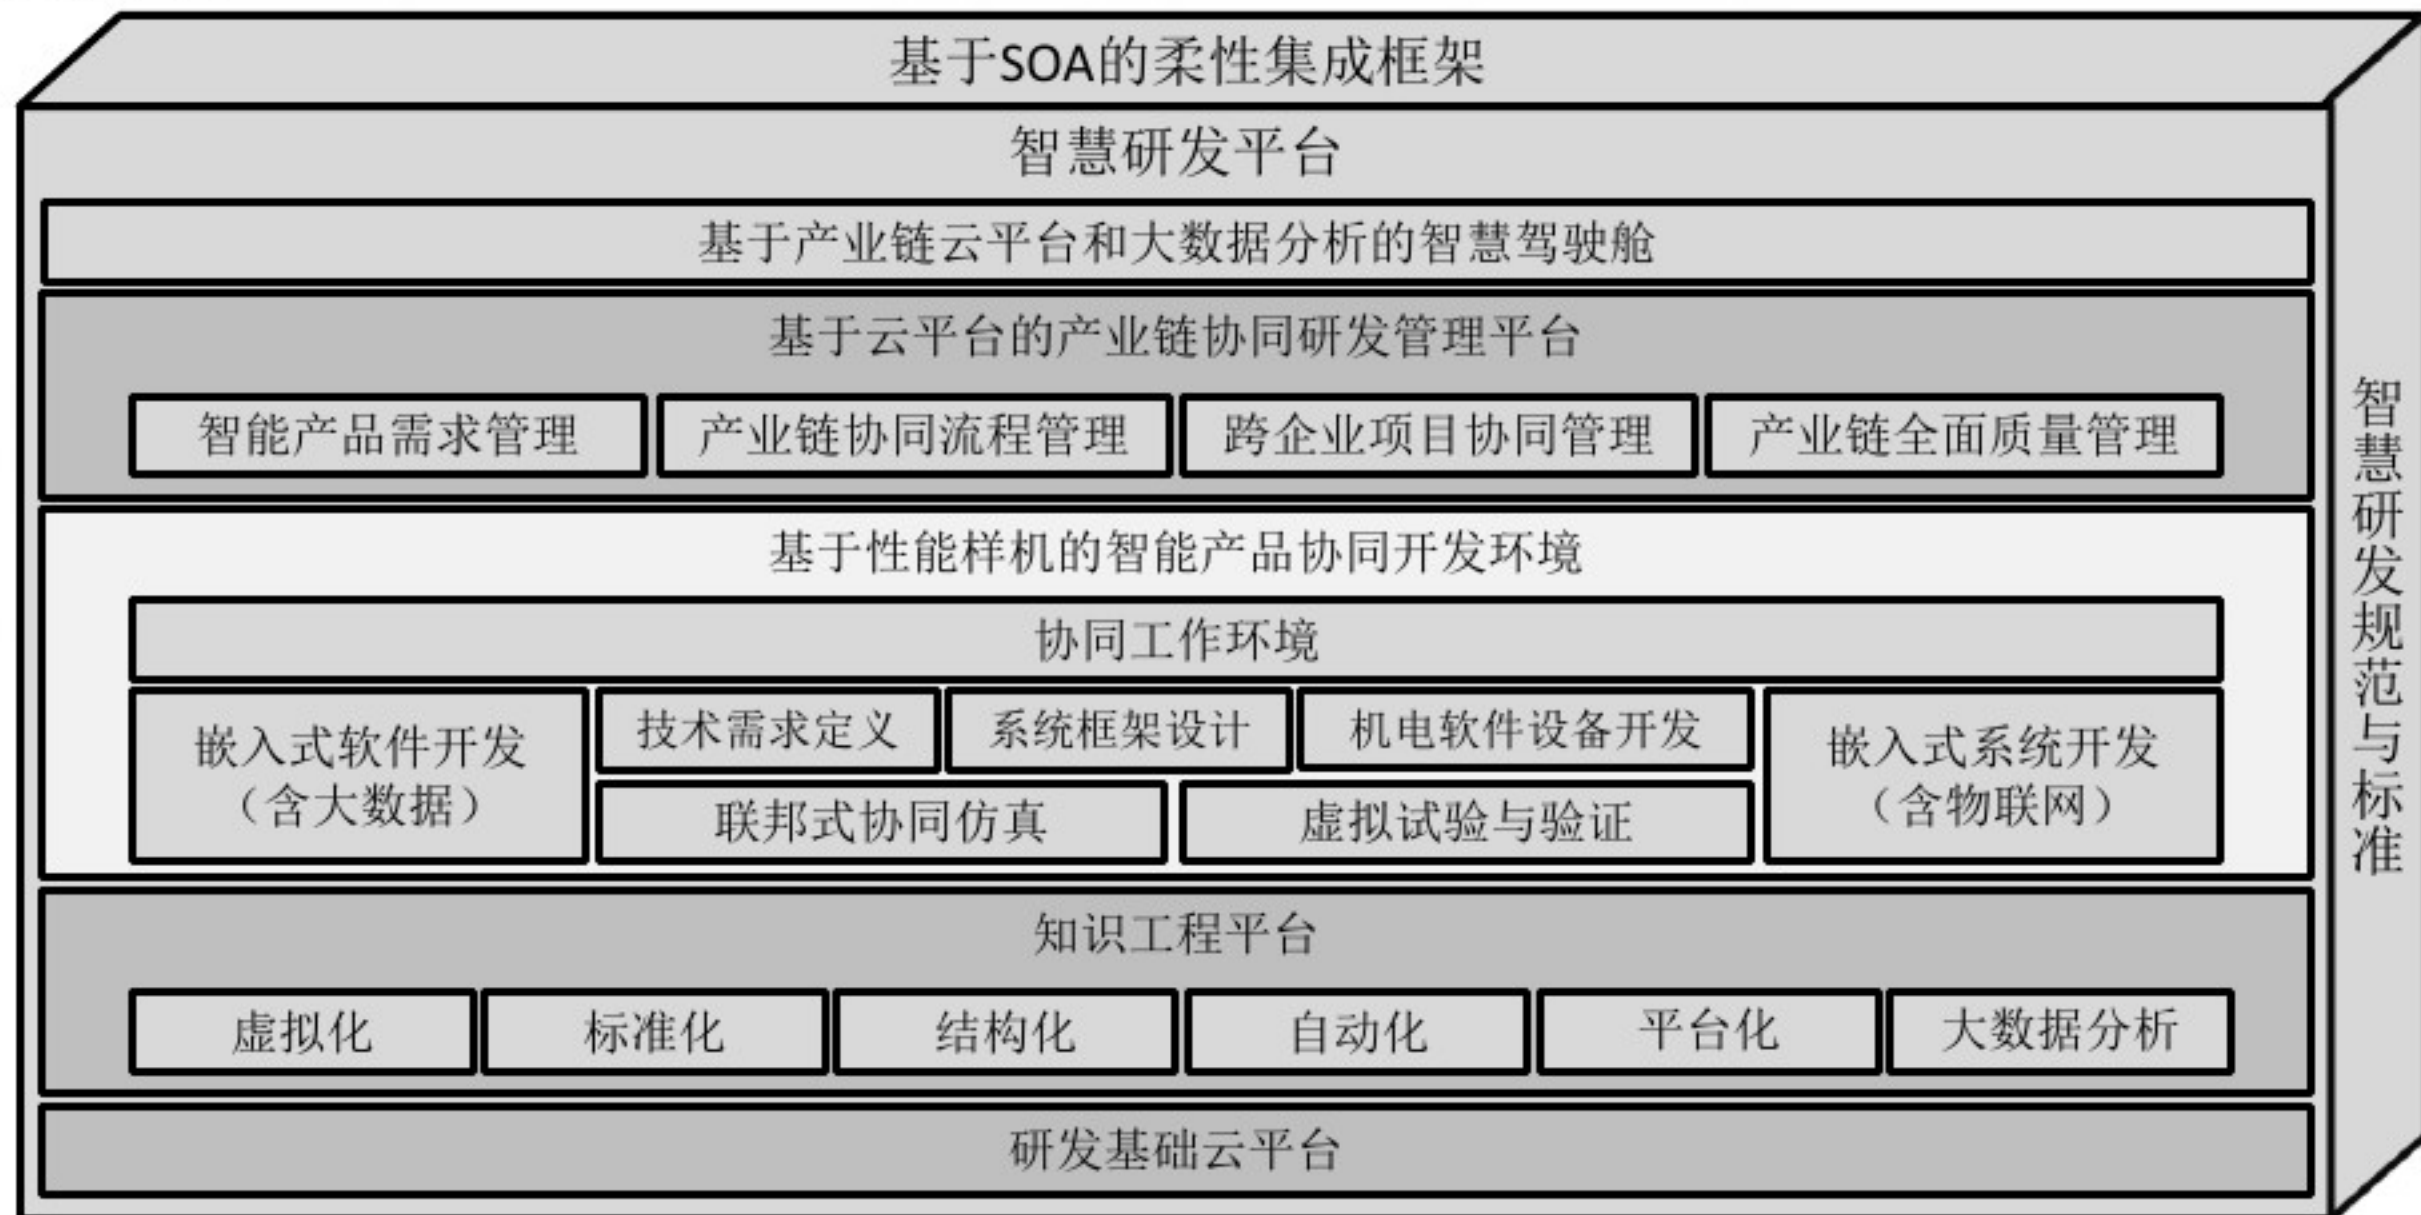 基于SOA的柔性集成框架
智慧研发平台
基于产业链云平台和大数据分析的智慧驾驶舱
基于云平台的产业链协同研发管理平台
智能产品需求管理
产业链协同流程管理
跨企业项目协同管理
产业链全面质量管理
基于性能样机的智能产品协同开发环境
协同工作环境
嵌入式软件开发
（含大数据）
技术需求定义
系统框架设计
机电软件设备开发
联邦式协同仿真
虚拟试验与验证
嵌入式系统开发
（含物联网）
知识工程平台
虚拟化
标准化
结构化
自动化
平台化
大数据分析
研发基础云平台
智慧研发规范与标准